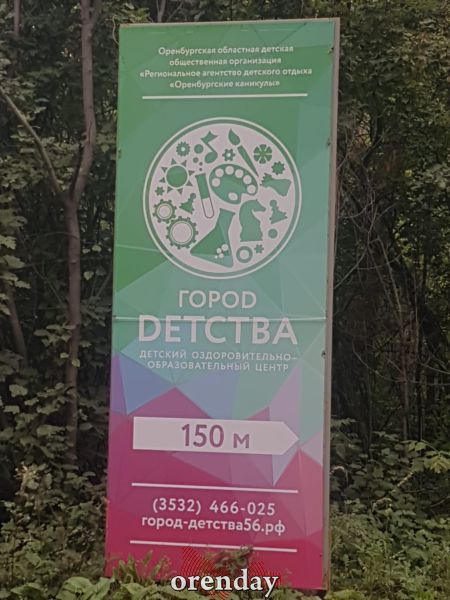 Оренбургская областная детская
общественная организация
«Региональное агентство детского отдыха
«Оренбургские каникулы»
ГОРОD
DЕТСТВА
ДЕТСКИЙ ОЗДОРОВИТЕЛЬНО-
ОБРАЗОВАТЕЛЬНЫЙ ЦЕНТР
150 м
(3532) 466-025
город-детства56.рф
orenday